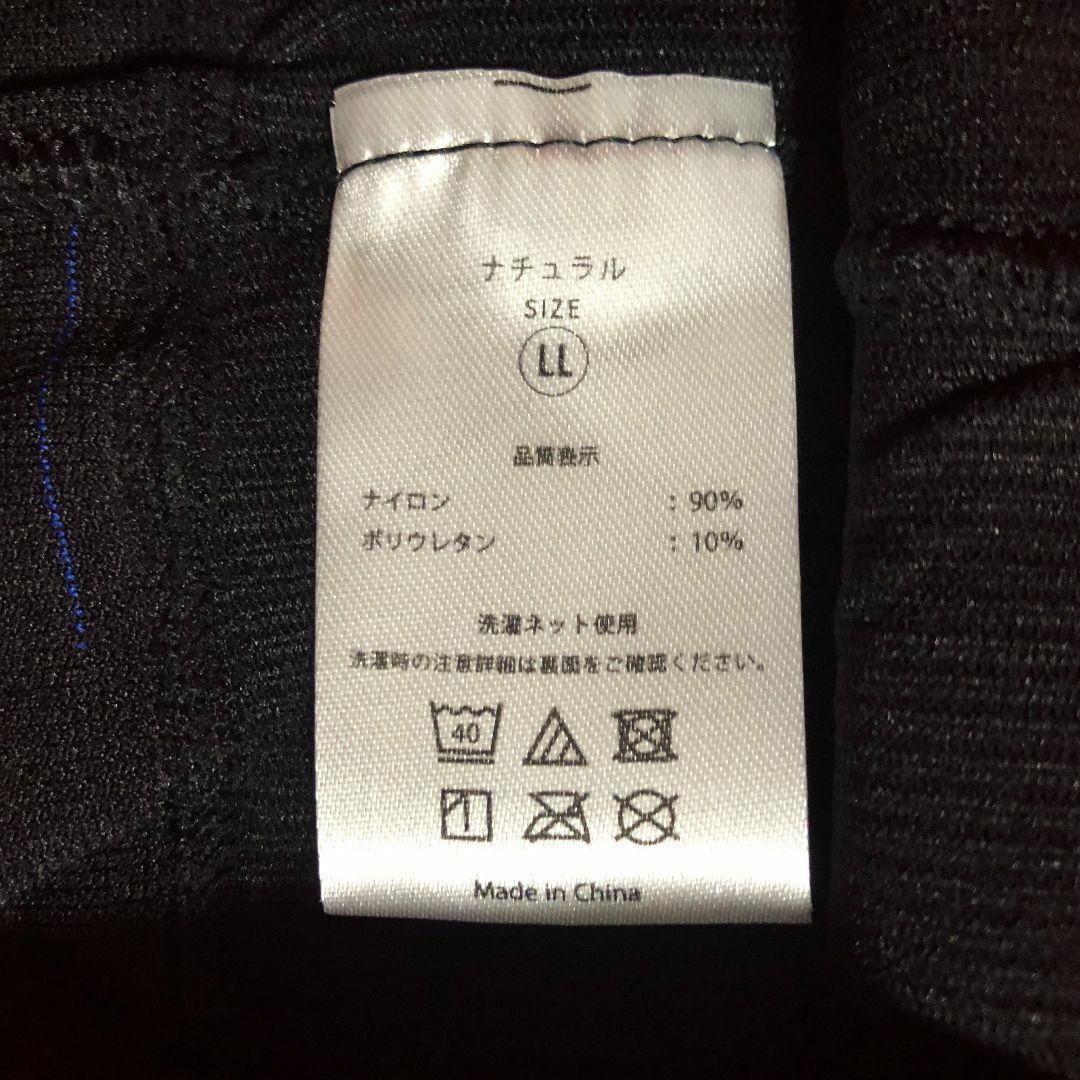 ナチュラル
SIZE
LL
品質表示
ナイロン : 90%
ポリウレタン : 10%
洗濯ネット使用
洗濯時の注意詳細は裏面をご確認ください。
40
Made in China